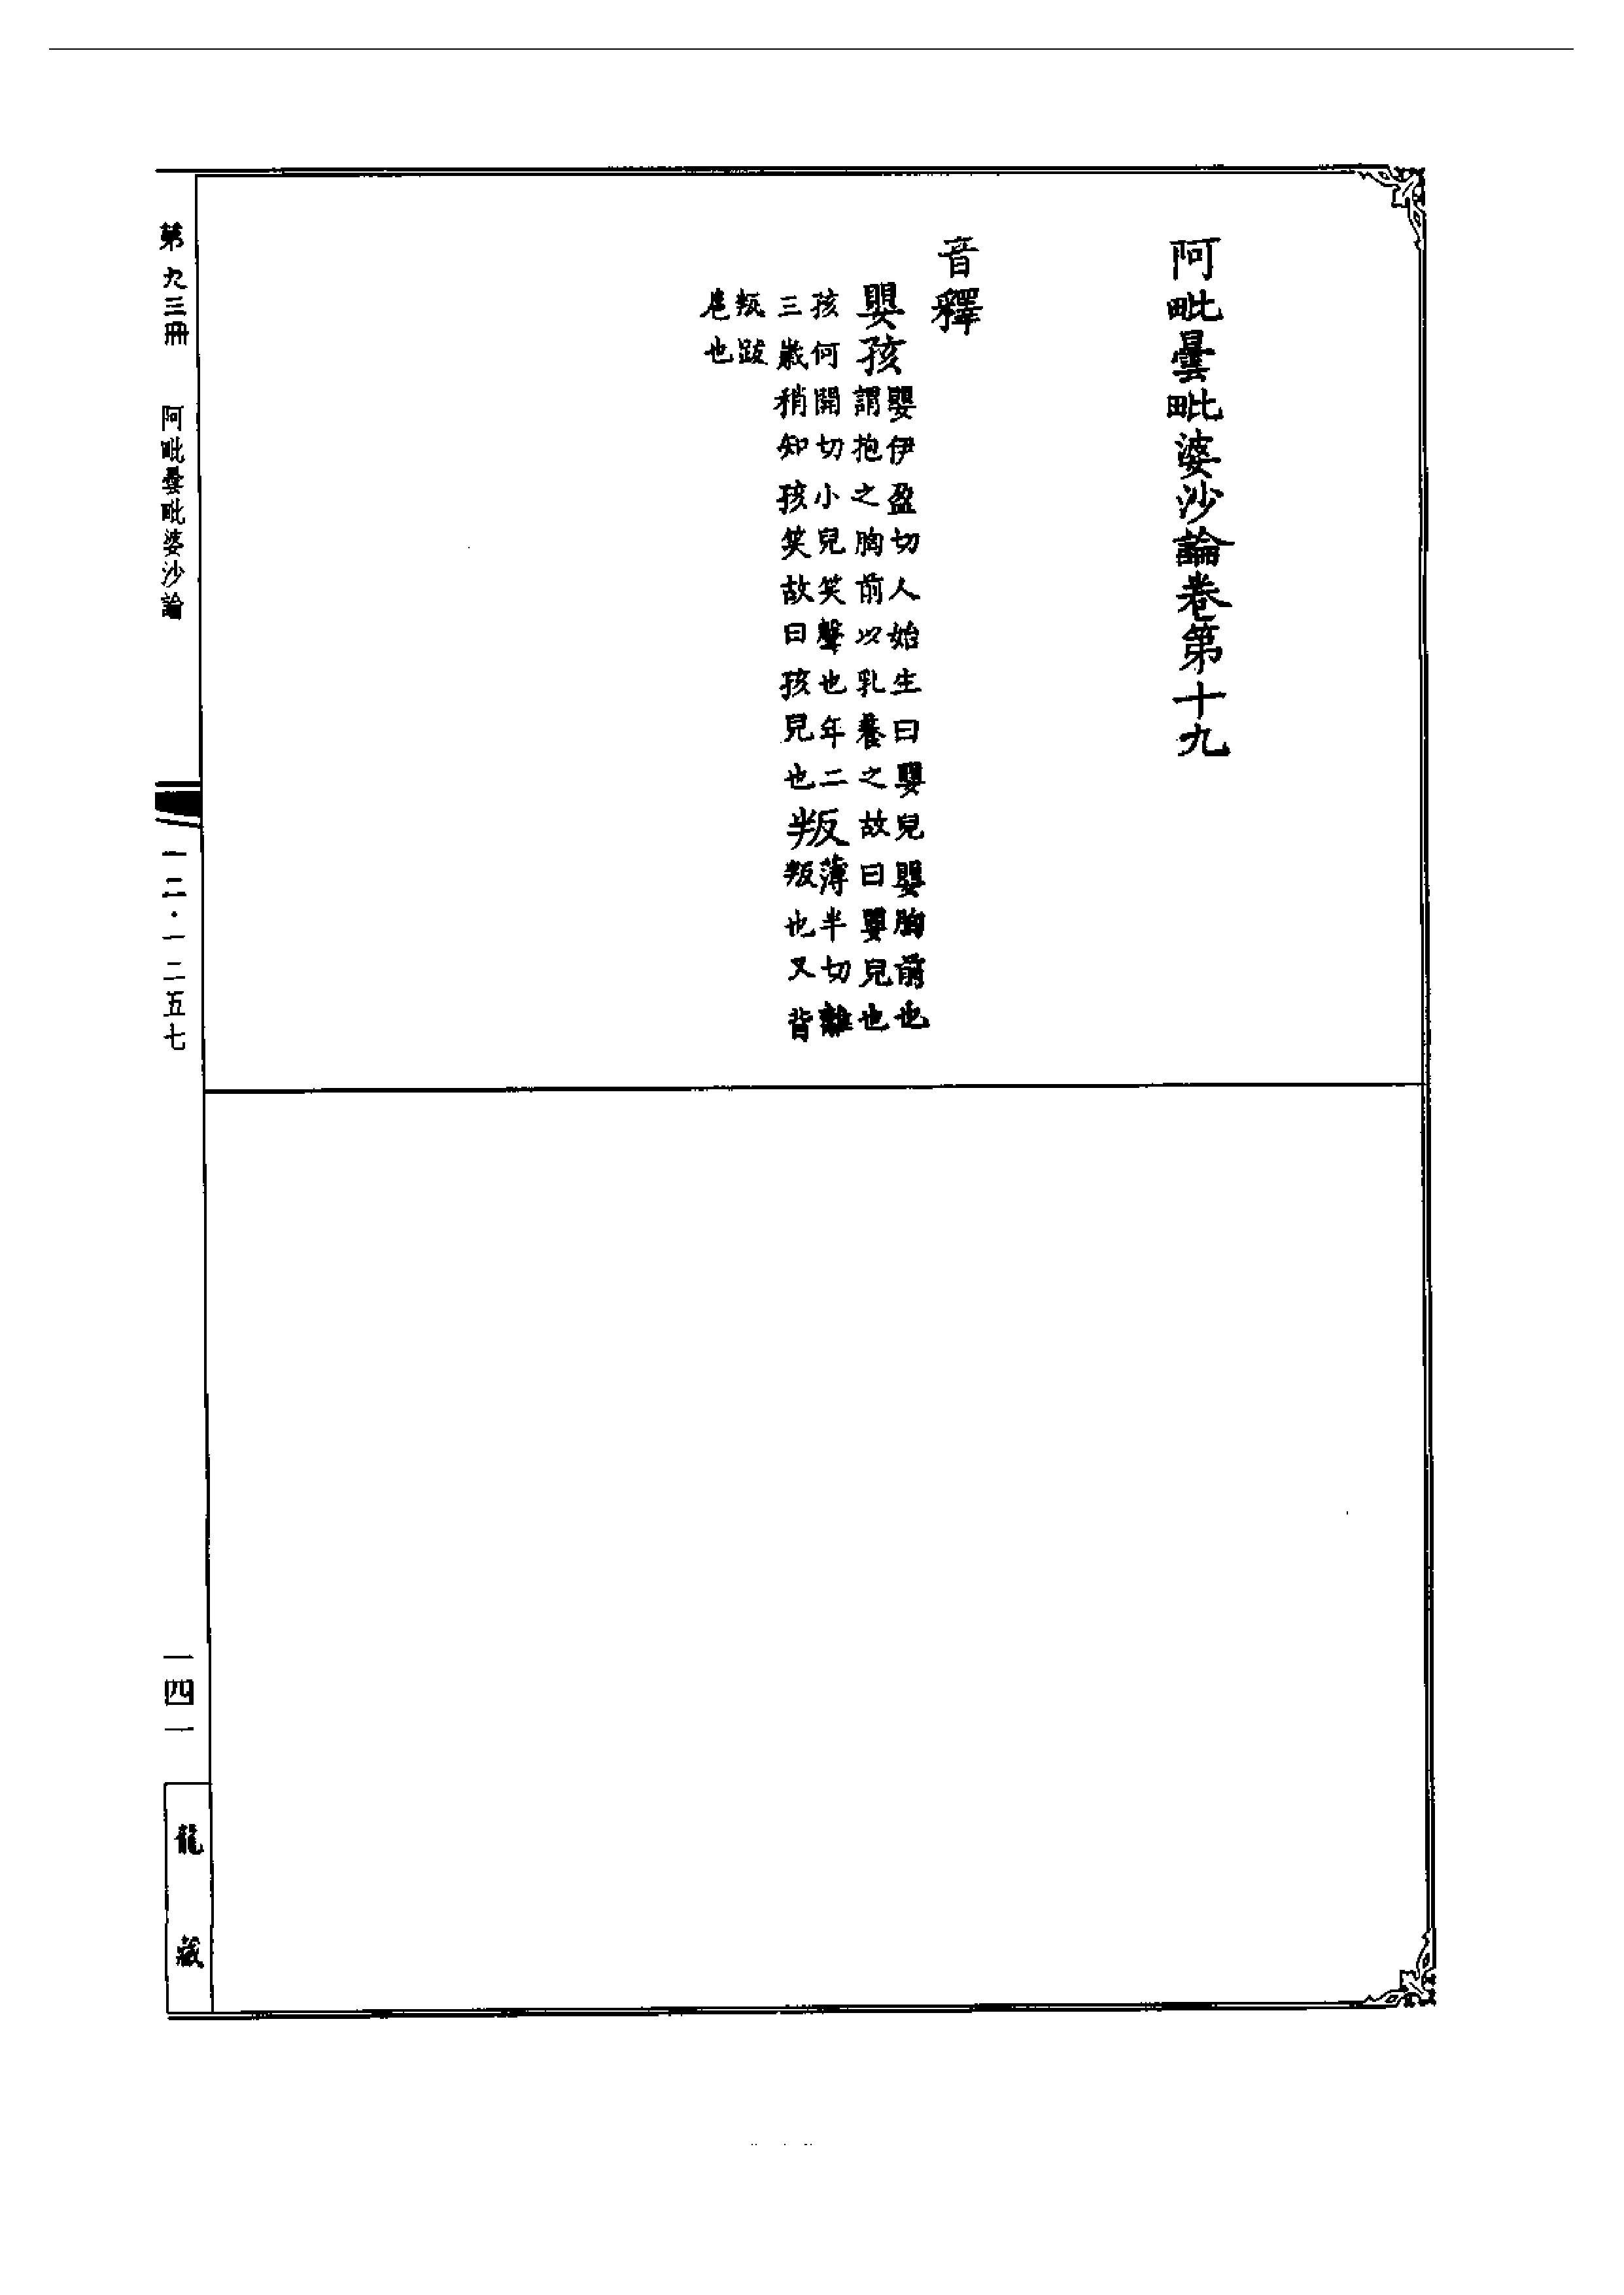 阿毗曇毗婆沙論卷第十九
音釋
嬰孩
嬰伊盈切人始生曰嬰兒嬰胸前也
謂抱之胸前以乳養之故曰嬰兒也
孩何開切小兒笑聲也年二
三歲稍知孩笑故曰孩兒也
叛
薄半切離
叛也又背
叛跋
扈也
第九三冊 阿毗曇毗婆沙論
一二·一二五七
一四一
龍藏